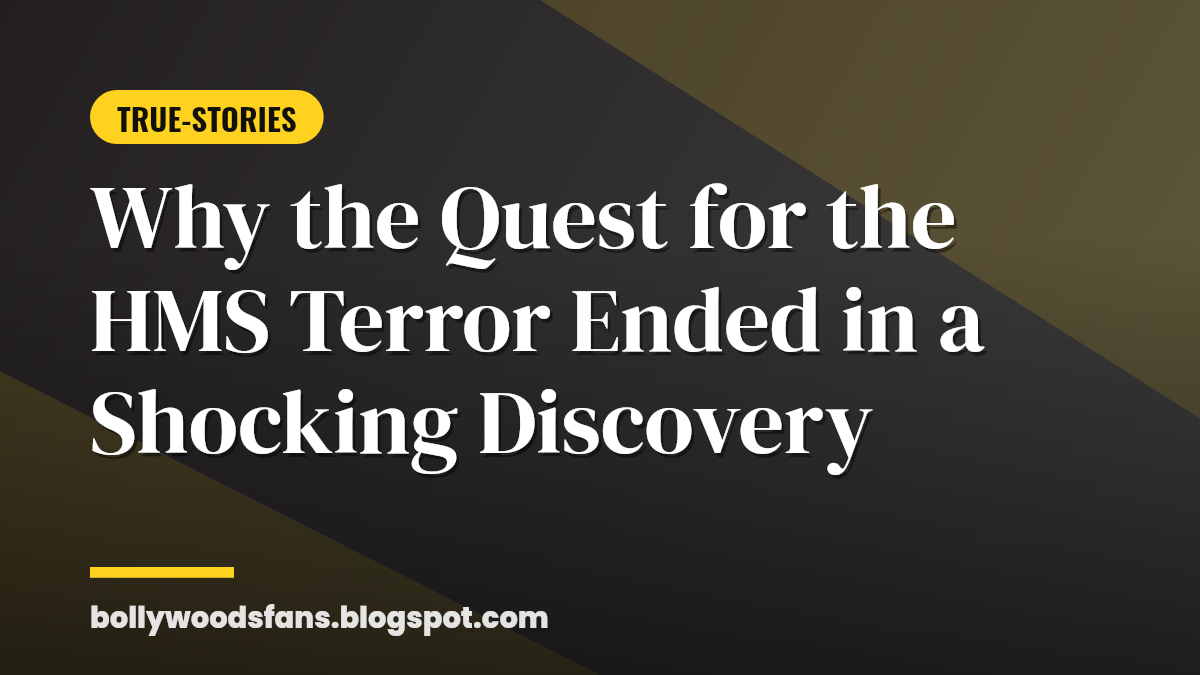 TRUE-STORIES
Why the Quest for the
HMS Terror Ended in a
Shocking Discovery
bollywoodsfans.blogspot.com